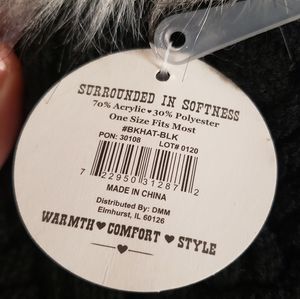 SURROUNDED IN SOFTNESS
70% Acrylic ♥ 30% Polyester
One Size Fits Most
#BKHAT-BLK
PON: 30108 LOT# 0120
7 22950 31287 2
MADE IN CHINA
Distributed By: DMM
Elmhurst, IL 60126
WARMTH ♥ COMFORT ♥ STYLE